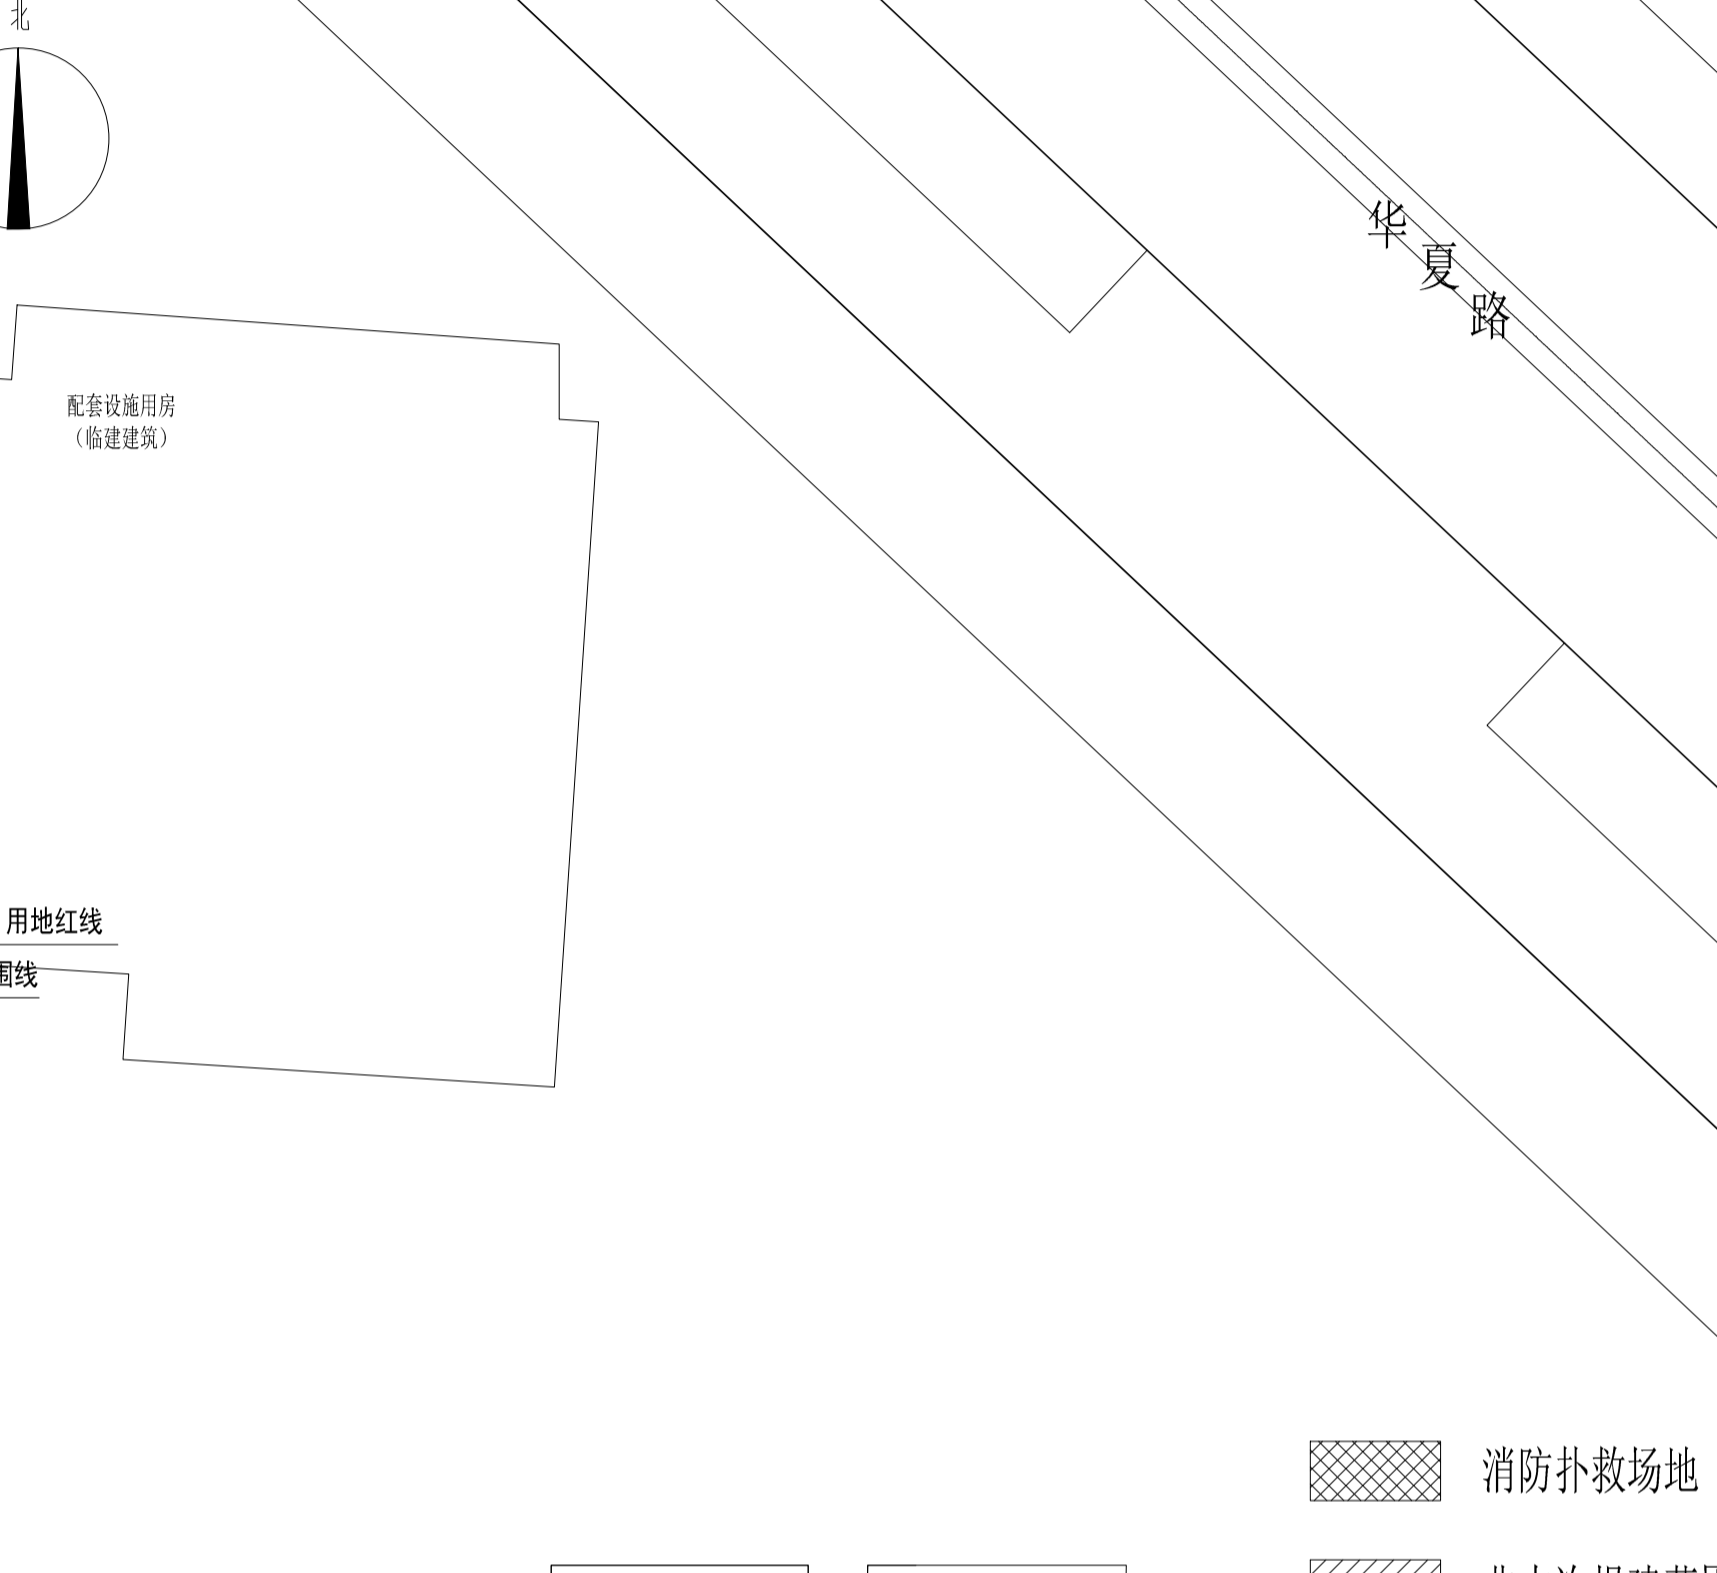 北
华夏路
配套设施用房
（临建建筑）
用地红线
围线
消防扑救场地